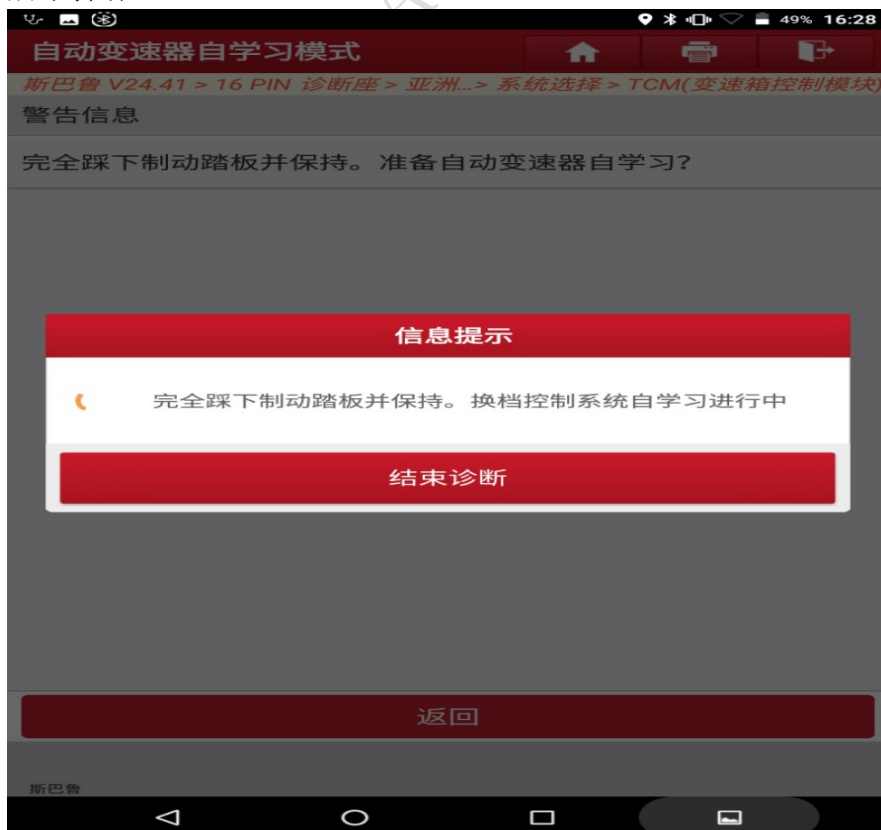 49% 16:28
自动变速器自学习模式
斯巴鲁 V24.41 > 16 PIN 诊断座 > 亚洲...> 系统选择 > TCM(变速箱控制模块)
警告信息
完全踩下制动踏板并保持。准备自动变速器自学习?
信息提示
完全踩下制动踏板并保持。换档控制系统自学习进行中
结束诊断
返回
斯巴鲁